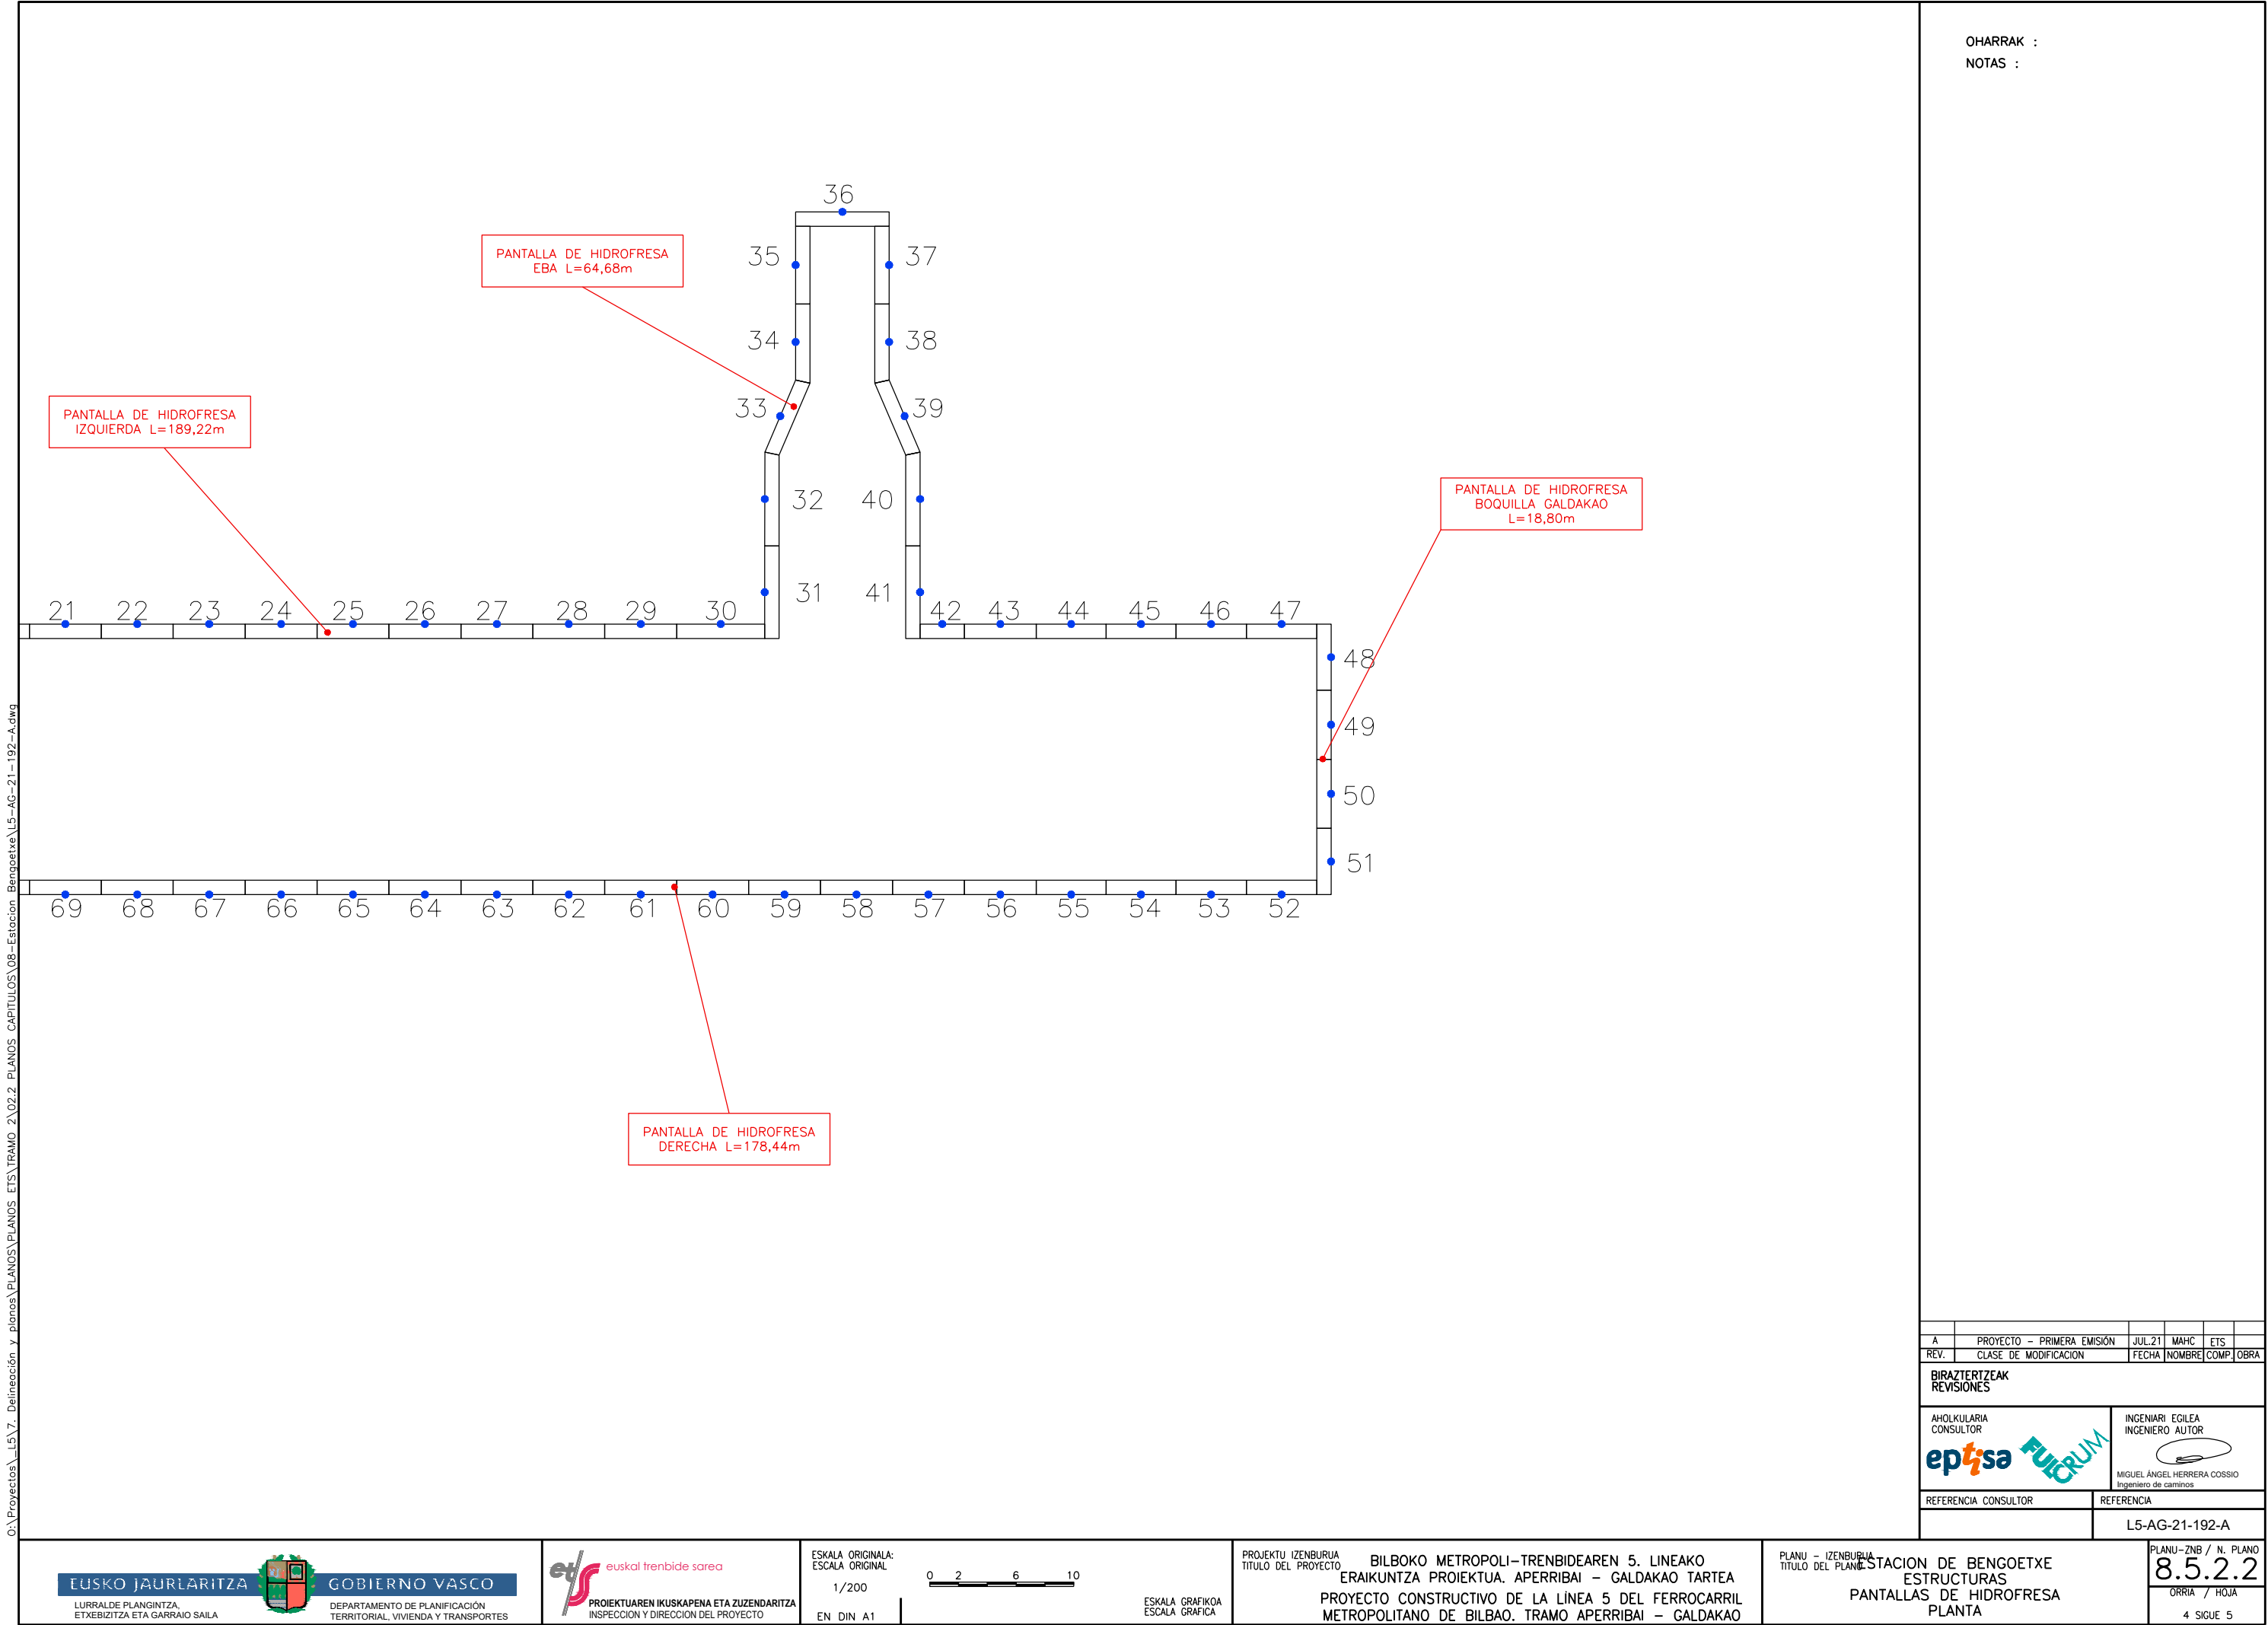 OHARRAK :
NOTAS :
36
PANTALLA DE HIDROFRESA
EBA L=64,68m
35
37
34
38
PANTALLA DE HIDROFRESA
IZQUIERDA L=189,22m
33
39
PANTALLA DE HIDROFRESA
BOQUILLA GALDAKAO
L=18,80m
32
40
31
41
21
22
23
24
25
26
27
28
29
30
42
43
44
45
46
47
48
49
50
51
69
68
67
66
65
64
63
62
61
60
59
58
57
56
55
54
53
52
PANTALLA DE HIDROFRESA
DERECHA L=178,44m
O:\Proyectos\_L5\7. Delineación y planos\PLANOS\PLANOS ETS\TRAMO 2\02.2 PLANOS CAPITULOS\08-Estacion Bengoetxe\L5-AG-21-192-A.dwg
A PROYECTO - PRIMERA EMISIÓN JUL.21 MAHC ETS
REV. CLASE DE MODIFICACION FECHA NOMBRE COMP. OBRA
BIRAZTERTZEAK
REVISIONES
AHOLKULARIA
CONSULTOR
eptisa
FULCRUM
INGENIARI EGILEA
INGENIERO AUTOR
MIGUEL ÁNGEL HERRERA COSSIO
Ingeniero de caminos
REFERENCIA CONSULTOR
REFERENCIA
L5-AG-21-192-A
EUSKO JAURLARITZA
GOBIERNO VASCO
LURRALDE PLANGINTZA,
ETXEBIZITZA ETA GARRAIO SAILA
DEPARTAMENTO DE PLANIFICACIÓN
TERRITORIAL, VIVIENDA Y TRANSPORTES
ets
euskal trenbide sarea
PROIEKTUAREN IKUSKAPENA ETA ZUZENDARITZA
INSPECCION Y DIRECCION DEL PROYECTO
ESKALA ORIGINALA:
ESCALA ORIGINAL
1/200
EN DIN A1
0 2 6 10
ESKALA GRAFIKOA
ESCALA GRAFICA
PROJEKTU IZENBURUA
TITULO DEL PROYECTO
BILBOKO METROPOLI-TRENBIDEAREN 5. LINEAKO
ERAIKUNTZA PROIEKTUA. APERRIBAI - GALDAKAO TARTEA
PROYECTO CONSTRUCTIVO DE LA LÍNEA 5 DEL FERROCARRIL
METROPOLITANO DE BILBAO. TRAMO APERRIBAI - GALDAKAO
PLANU - IZENBURUA
TITULO DEL PLANO
ESTACION DE BENGOETXE
ESTRUCTURAS
PANTALLAS DE HIDROFRESA
PLANTA
PLANU-ZNB / N. PLANO
8.5.2.2
ORRIA / HOJA
4 SIGUE 5